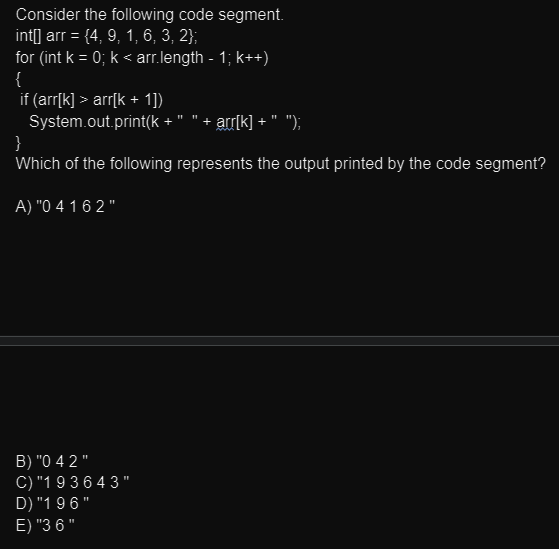 Consider the following code segment.
int[] arr = {4, 9, 1, 6, 3, 2};
for (int k = 0; k < arr.length - 1; k++)
{
if (arr[k] > arr[k + 1])
System.out.print(k + " " + arr[k] + " ");
}
Which of the following represents the output printed by the code segment?
A) "0 4 1 6 2 "
B) "0 4 2 "
C) "1 9 3 6 4 3 "
D) "1 9 6 "
E) "3 6 "